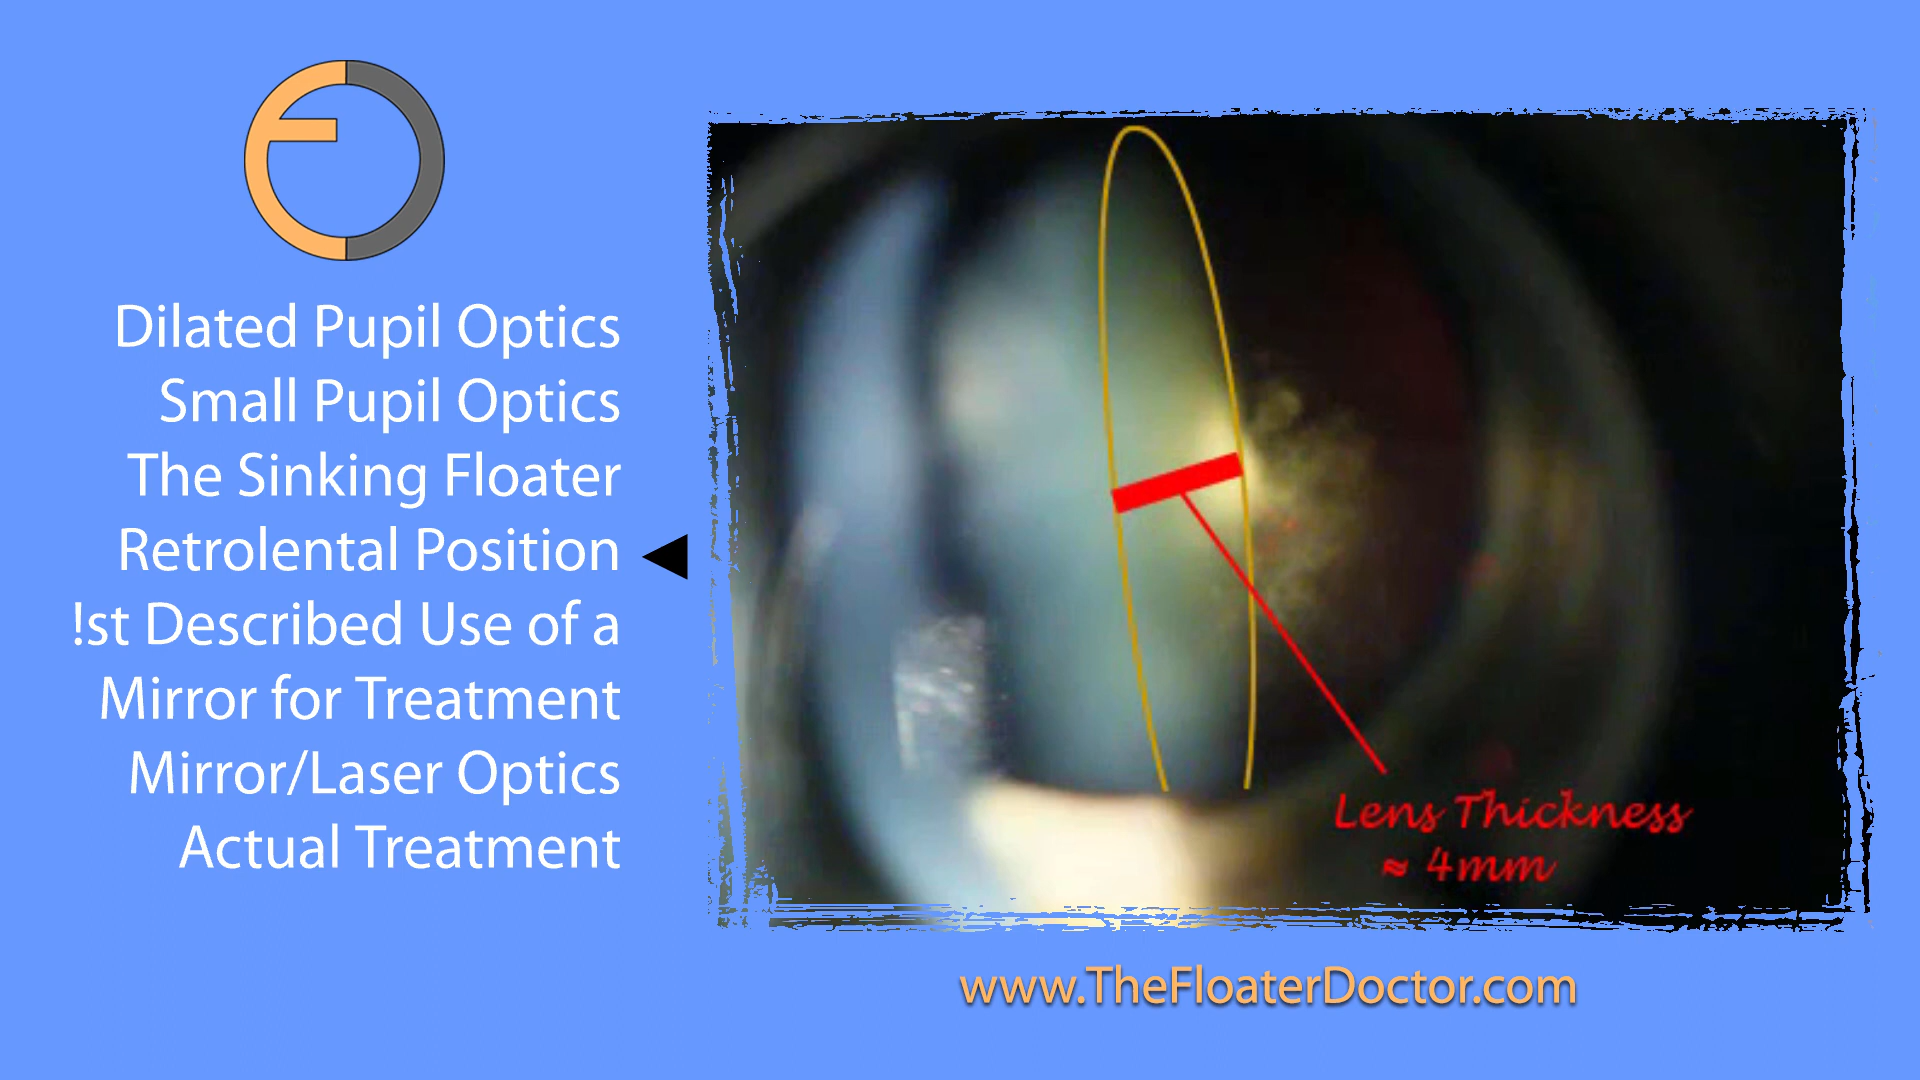 Dilated Pupil Optics
Small Pupil Optics
The Sinking Floater
Retrolental Position
!st Described Use of a
Mirror for Treatment
Mirror/Laser Optics
Actual Treatment
Lens Thickness
≈ 4mm
www.TheFloaterDoctor.com